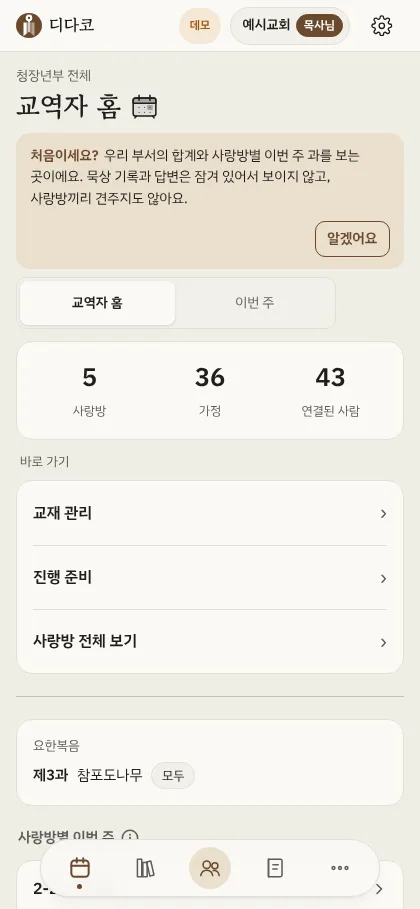 디다코
데모
예시교회 목사님
청장년부 전체
교역자 홈
처음이세요? 우리 부서의 합계와 사랑방별 이번 주 과를 보는
곳이에요. 묵상 기록과 답변은 잠겨 있어서 보이지 않고,
사랑방끼리 견주지도 않아요.
알겠어요
교역자 홈
이번 주
5
36
43
사랑방
가정
연결된 사람
바로 가기
교재 관리
진행 준비
사랑방 전체 보기
요한복음
제3과 참포도나무 모두
사랑방별 이번 주